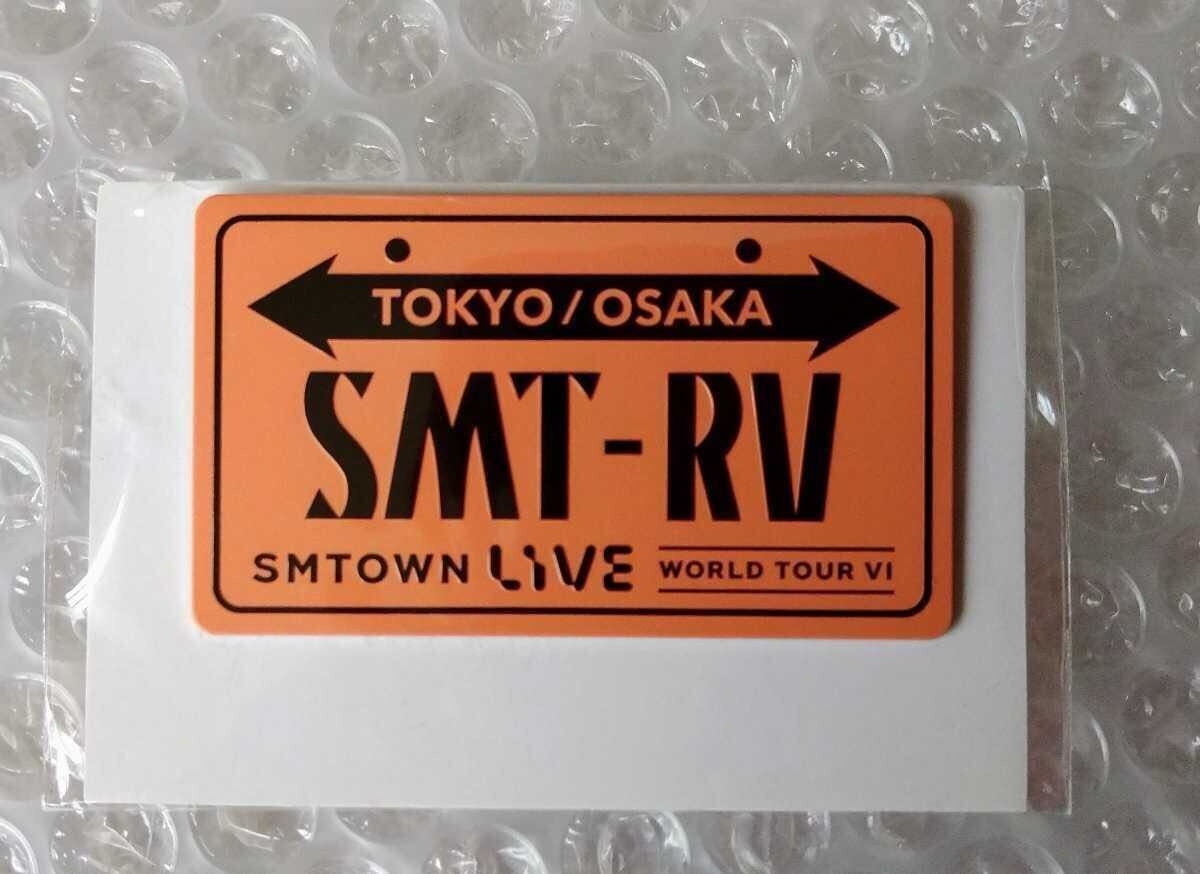 TOKYO / OSAKA
SMT-RV
SMTOWN LIVE WORLD TOUR VI